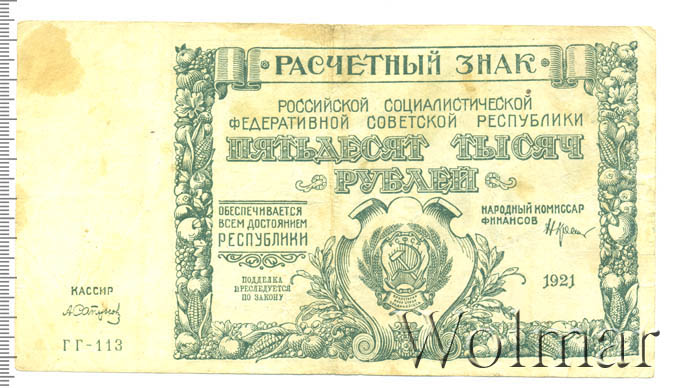 РАСЧЕТНЫЙ ЗНАК
РОССИЙСКОЙ СОЦИАЛИСТИЧЕСКОЙ
ФЕДЕРАТИВНОЙ СОВЕТСКОЙ РЕСПУБЛИКИ
ПЯТЬДЕСЯТ ТЫСЯЧ
РУБЛЕЙ
ОБЕСПЕЧИВАЕТСЯ
ВСЕМ ДОСТОЯНИЕМ
РЕСПУБЛИКИ
НАРОДНЫЙ КОМИССАР
ФИНАНСОВ
ПОДДЕЛКА
ПРЕСЛЕДУЕТСЯ
ПО ЗАКОНУ
Р.С.Ф.С.Р.
1921
КАССИР
ГГ-113
Wolmar